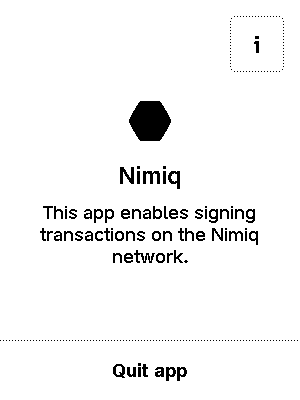 i
Nimiq
This app enables signing
transactions on the Nimiq
network.
Quit app